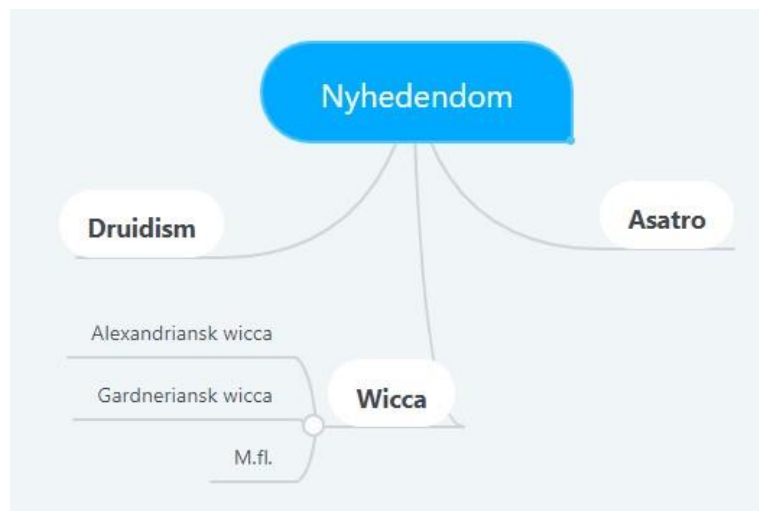 Nyhedendom
Druidism
Asatro
Alexandriansk wicca
Gardneriansk wicca
Wicca
M.fl.